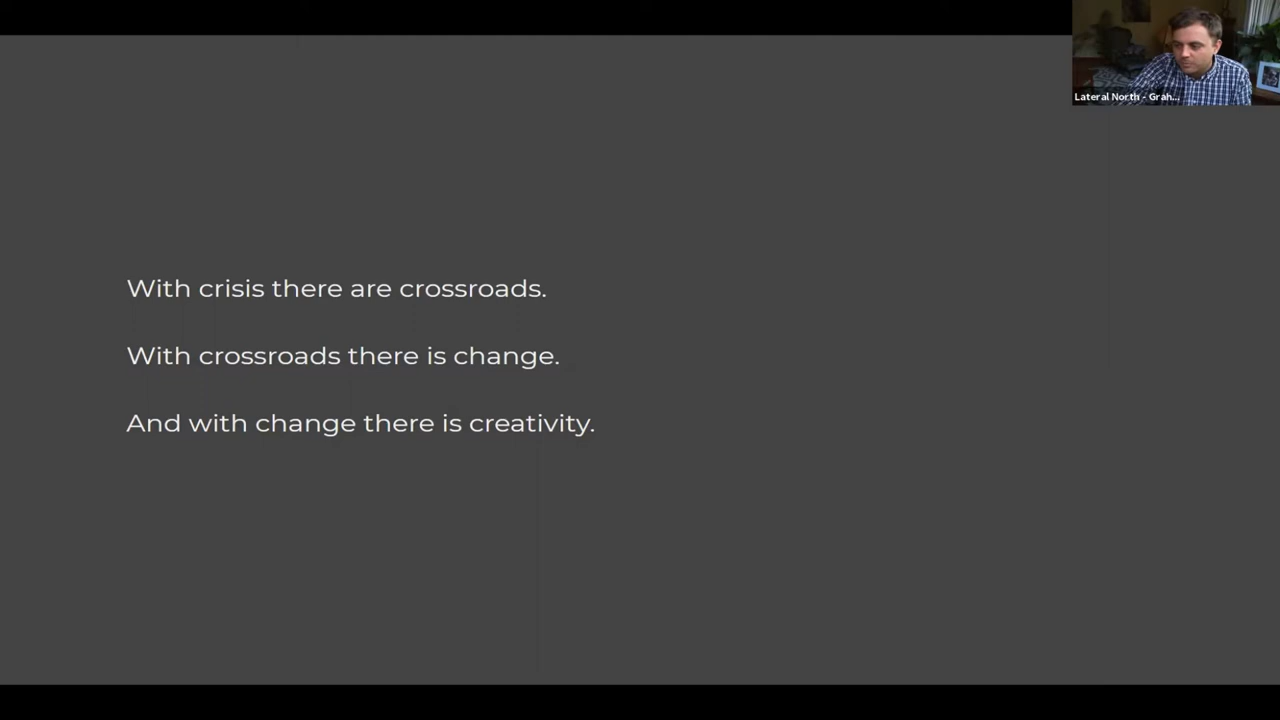 Lateral North - Grah...
With crisis there are crossroads.
With crossroads there is change.
And with change there is creativity.